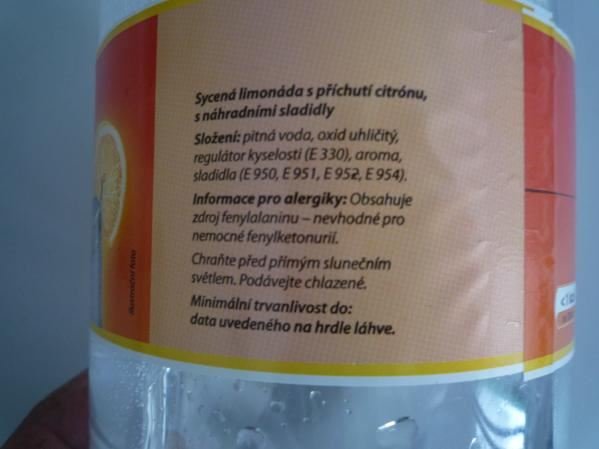 Sycená limonáda s příchutí citrónu,
s náhradními sladidly
Složení: pitná voda, oxid uhličitý,
regulátor kyselosti (E 330), aroma,
sladidla (E 950, E 951, E 952, E 954).
Informace pro alergiky: Obsahuje
zdroj fenylalaninu – nevhodné pro
nemocné fenylketonurií.
Chraňte před přímým slunečním
světlem. Podávejte chlazené.
Minimální trvanlivost do:
data uvedeného na hrdle láhve.
Ilustrační foto